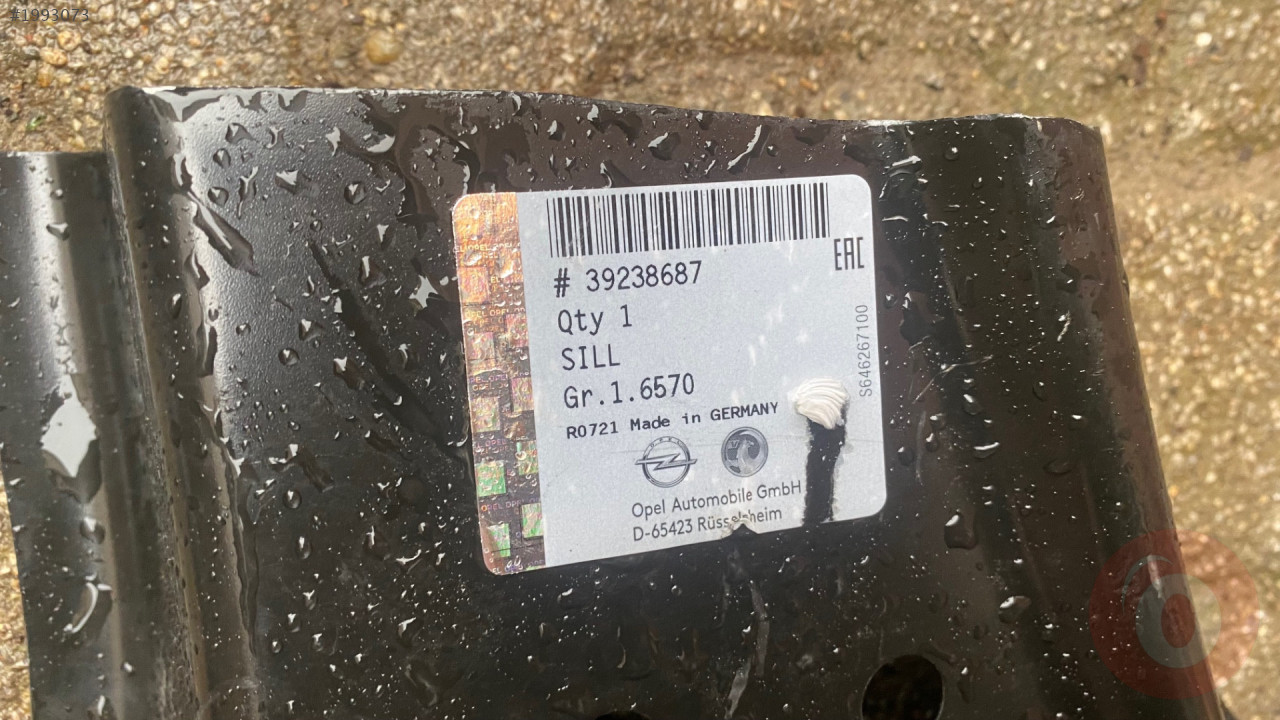 #1993073
EAC
# 39238687
Qty 1
SILL
Gr.1.6570
R0721 Made in GERMANY
S646267100
OPEL
Opel Automobile GmbH
D-65423 Rüsselsheim